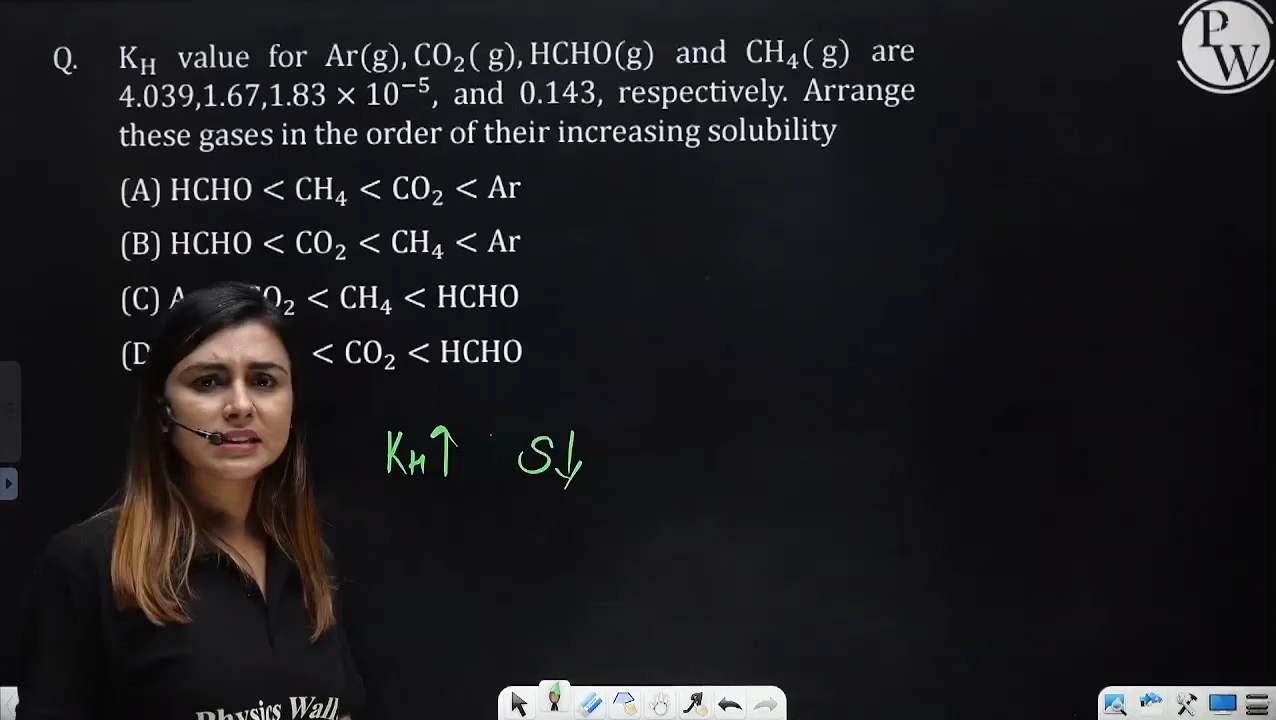 Q. K_H value for Ar(g), CO₂( g), HCHO(g) and CH₄( g) are
4.039,1.67,1.83 × 10⁻⁵, and 0.143, respectively. Arrange
these gases in the order of their increasing solubility
(A) HCHO < CH₄ < CO₂ < Ar
(B) HCHO < CO₂ < CH₄ < Ar
(C) A O₂ < CH₄ < HCHO
(D < CO₂ < HCHO
K_H↑ S↓
Physics Wall
PW